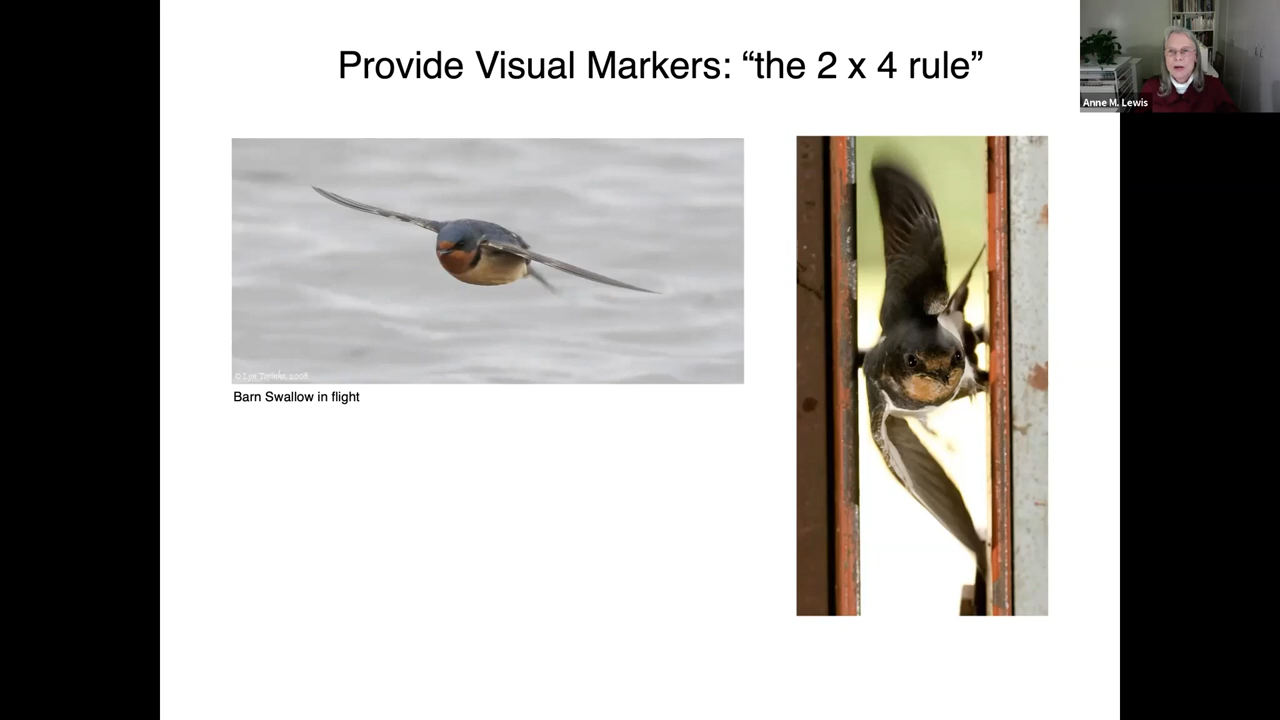 Provide Visual Markers: “the 2 x 4 rule”
Anne M. Lewis
Barn Swallow in flight